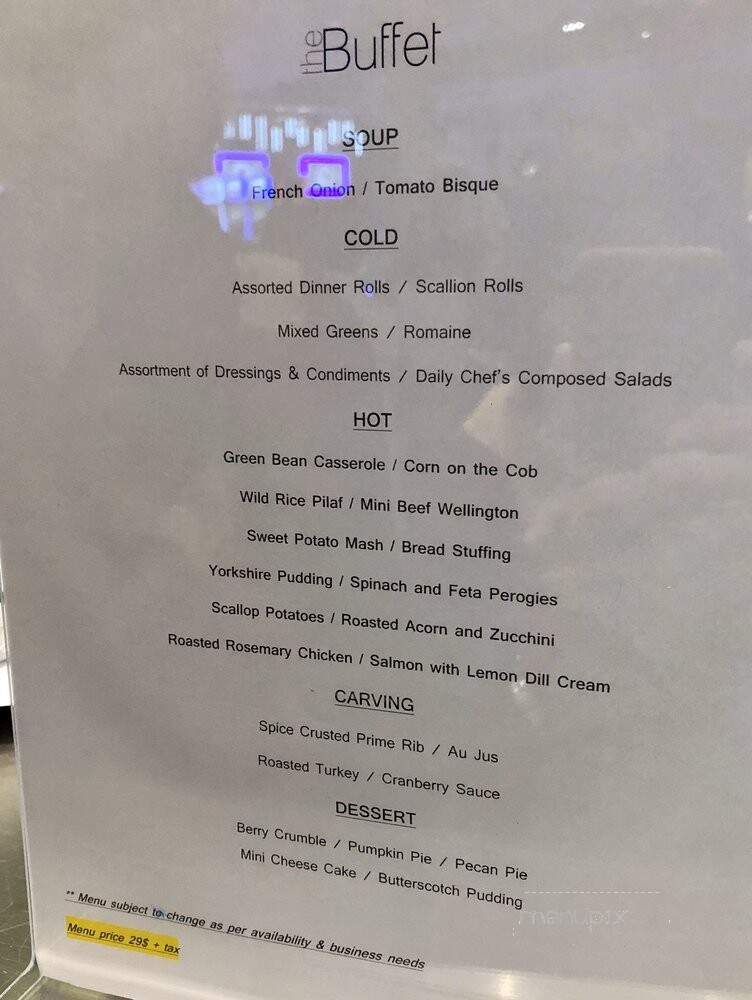 the Buffet
SOUP
French Onion / Tomato Bisque
COLD
Assorted Dinner Rolls / Scallion Rolls
Mixed Greens / Romaine
Assortment of Dressings & Condiments / Daily Chef's Composed Salads
HOT
Green Bean Casserole / Corn on the Cob
Wild Rice Pilaf / Mini Beef Wellington
Sweet Potato Mash / Bread Stuffing
Yorkshire Pudding / Spinach and Feta Perogies
Scallop Potatoes / Roasted Acorn and Zucchini
Roasted Rosemary Chicken / Salmon with Lemon Dill Cream
CARVING
Spice Crusted Prime Rib / Au Jus
Roasted Turkey / Cranberry Sauce
DESSERT
Berry Crumble / Pumpkin Pie / Pecan Pie
Mini Cheese Cake / Butterscotch Pudding
** Menu subject to change as per availability & business needs
Menu price 29$ + tax
menupix